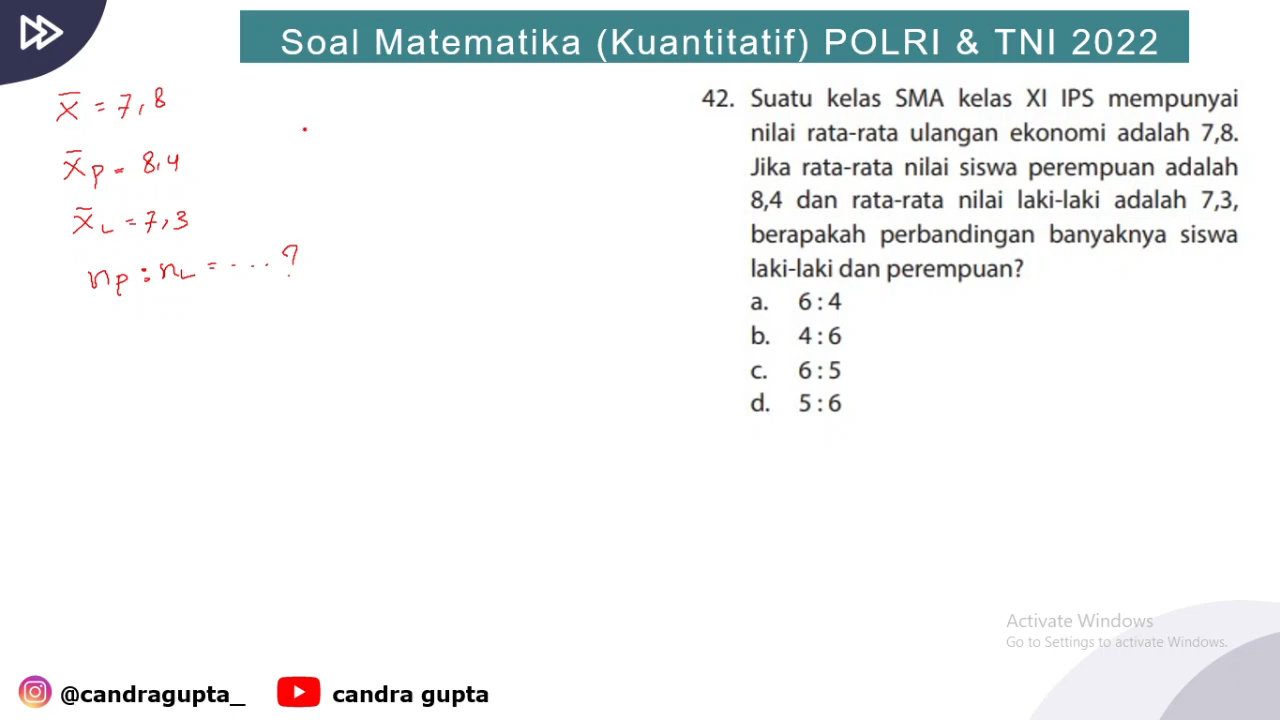 Soal Matematika (Kuantitatif) POLRI & TNI 2022
x̄ = 7,8
x̄p = 8,4
x̄L = 7,3
np : nL = .... ?
42. Suatu kelas SMA kelas XI IPS mempunyai
nilai rata-rata ulangan ekonomi adalah 7,8.
Jika rata-rata nilai siswa perempuan adalah
8,4 dan rata-rata nilai laki-laki adalah 7,3,
berapakah perbandingan banyaknya siswa
laki-laki dan perempuan?
a. 6 : 4
b. 4 : 6
c. 6 : 5
d. 5 : 6
Activate Windows
Go to Settings to activate Windows.
@candragupta_ candra gupta